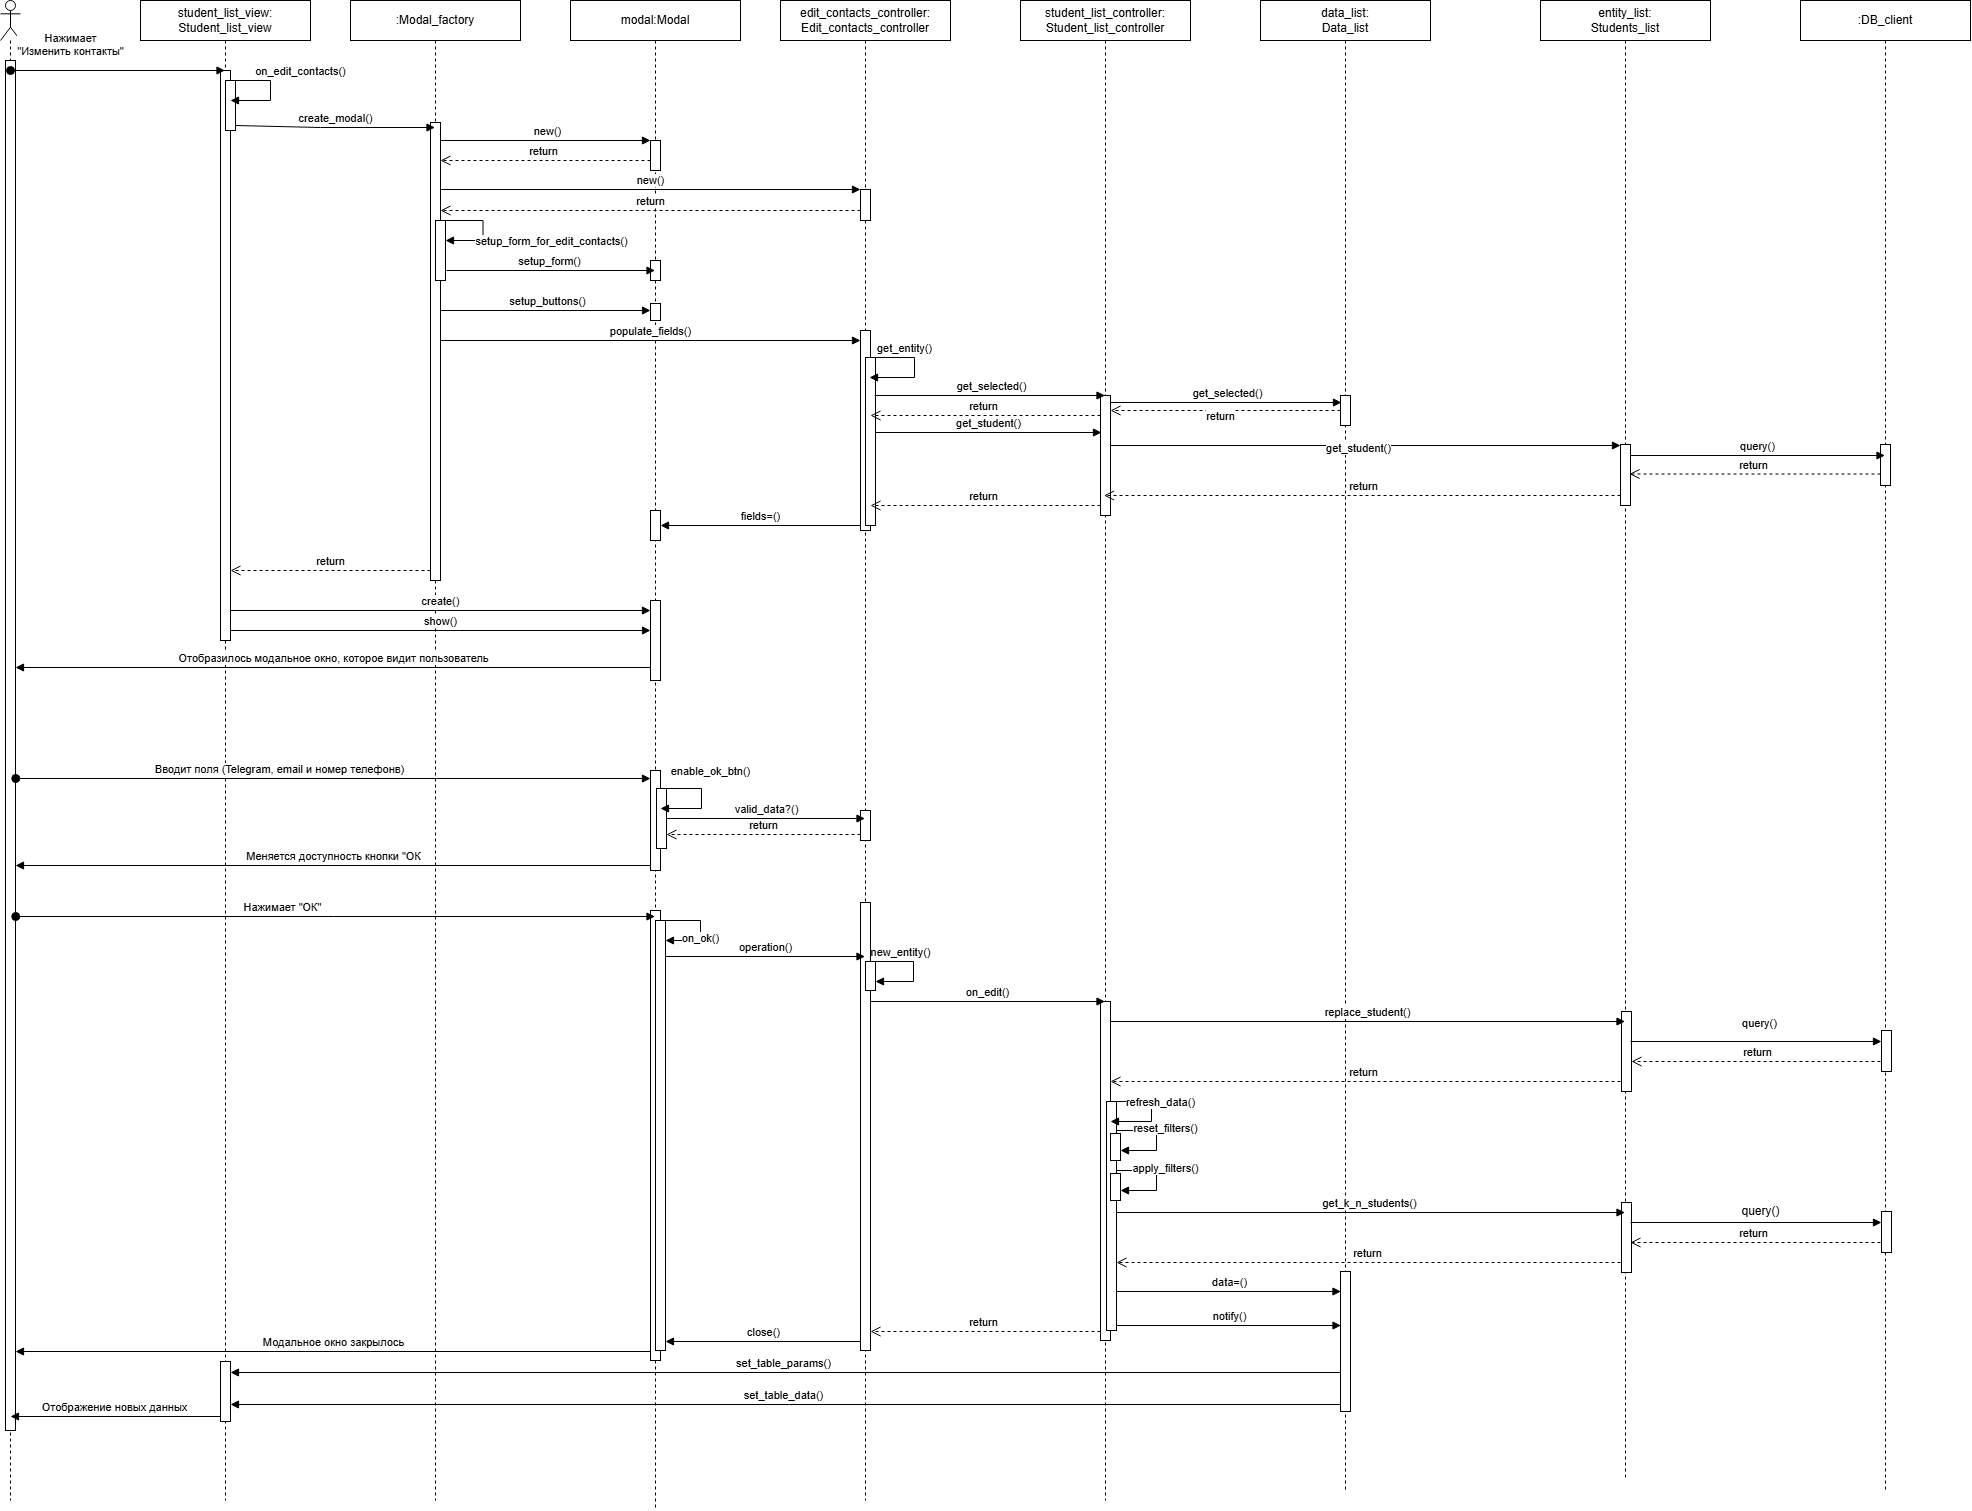 student_list_view:
Student_list_view
:Modal_factory
modal:Modal
edit_contacts_controller:
Edit_contacts_controller
student_list_controller:
Student_list_controller
data_list:
Data_list
entity_list:
Students_list
:DB_client
Нажимает
"Изменить контакты"
on_edit_contacts()
create_modal()
new()
return
new()
return
setup_form_for_edit_contacts()
setup_form()
setup_buttons()
populate_fields()
get_entity()
get_selected()
get_selected()
return
return
get_student()
get_student()
query()
return
return
return
fields=()
return
create()
show()
Отобразилось модальное окно, которое видит пользователь
Вводит поля (Telegram, email и номер телефонв)
enable_ok_btn()
valid_data?()
return
Меняется доступность кнопки "ОК
Нажимает "ОК"
on_ok()
operation()
new_entity()
on_edit()
replace_student()
query()
return
return
refresh_data()
reset_filters()
apply_filters()
get_k_n_students()
query()
return
return
data=()
notify()
return
close()
Модальное окно закрылось
set_table_params()
set_table_data()
Отображение новых данных